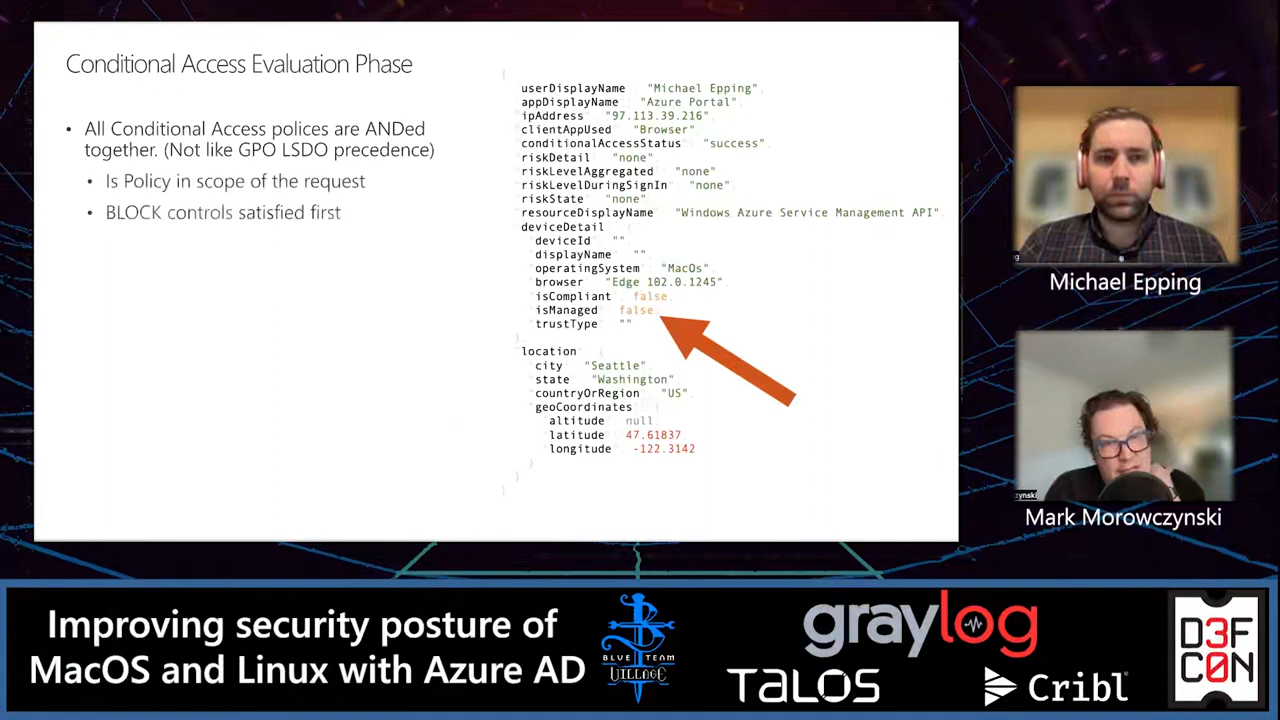 Conditional Access Evaluation Phase
• All Conditional Access polices are ANDed
together. (Not like GPO LSDO precedence)
• Is Policy in scope of the request
• BLOCK controls satisfied first
{
"userDisplayName": "Michael Epping",
"appDisplayName": "Azure Portal",
"ipAddress": "97.113.39.216",
"clientAppUsed": "Browser",
"conditionalAccessStatus": "success",
"riskDetail": "none",
"riskLevelAggregated": "none",
"riskLevelDuringSignIn": "none",
"riskState": "none",
"resourceDisplayName": "Windows Azure Service Management API",
"deviceDetail": {
"deviceId": "",
"displayName": "",
"operatingSystem": "MacOs",
"browser": "Edge 102.0.1245",
"isCompliant": false,
"isManaged": false,
"trustType": ""
},
"location": {
"city": "Seattle",
"state": "Washington",
"countryOrRegion": "US",
"geoCoordinates": {
"altitude": null,
"latitude": 47.61837,
"longitude": -122.3142
}
}
}
Michael Epping
zynski
Mark Morowczynski
Improving security posture of
MacOS and Linux with Azure AD
BLUE TEAM
VILLAGE
graylog
TALOS
Cribl
D3F
C0N